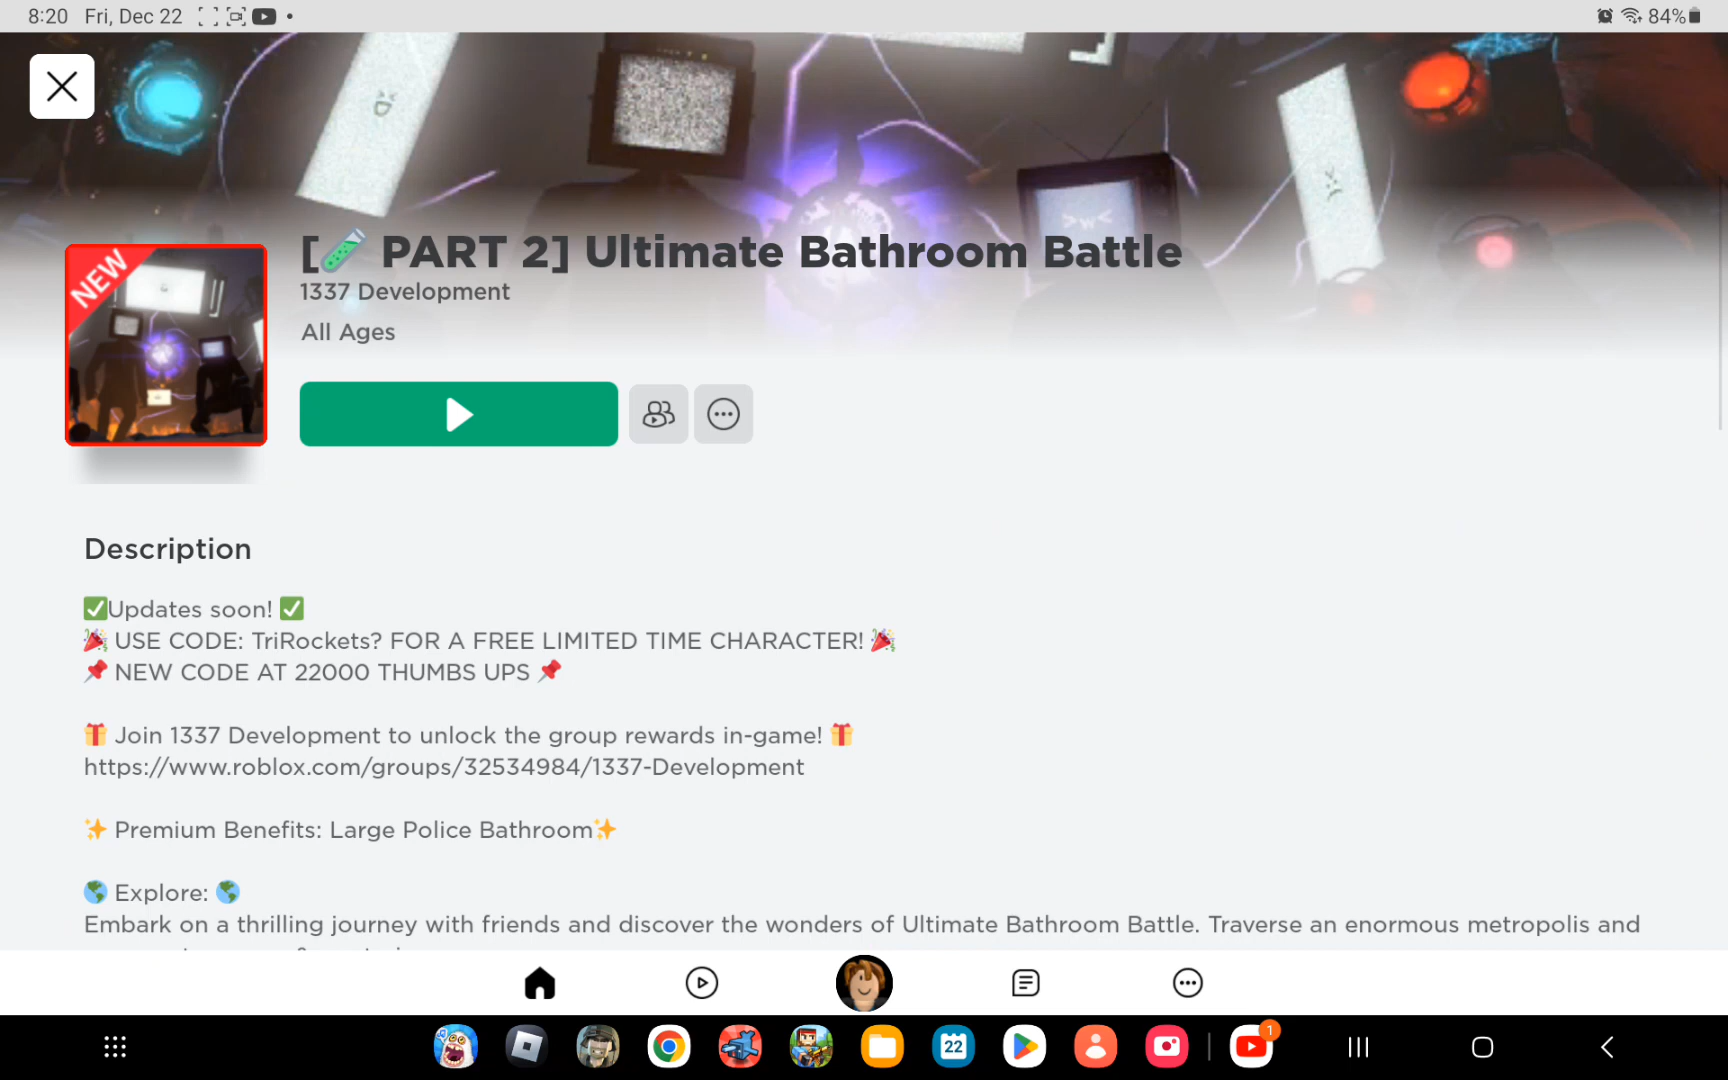 8:20 Fri, Dec 22
84%
>w<
NEW
[🧪 PART 2] Ultimate Bathroom Battle
1337 Development
All Ages
Description
✅Updates soon! ✅
🎉 USE CODE: TriRockets? FOR A FREE LIMITED TIME CHARACTER! 🎉
📌 NEW CODE AT 22000 THUMBS UPS 📌
🎁 Join 1337 Development to unlock the group rewards in-game! 🎁
https://www.roblox.com/groups/32534984/1337-Development
✨ Premium Benefits: Large Police Bathroom✨
🌎 Explore: 🌎
Embark on a thrilling journey with friends and discover the wonders of Ultimate Bathroom Battle. Traverse an enormous metropolis and
22
1